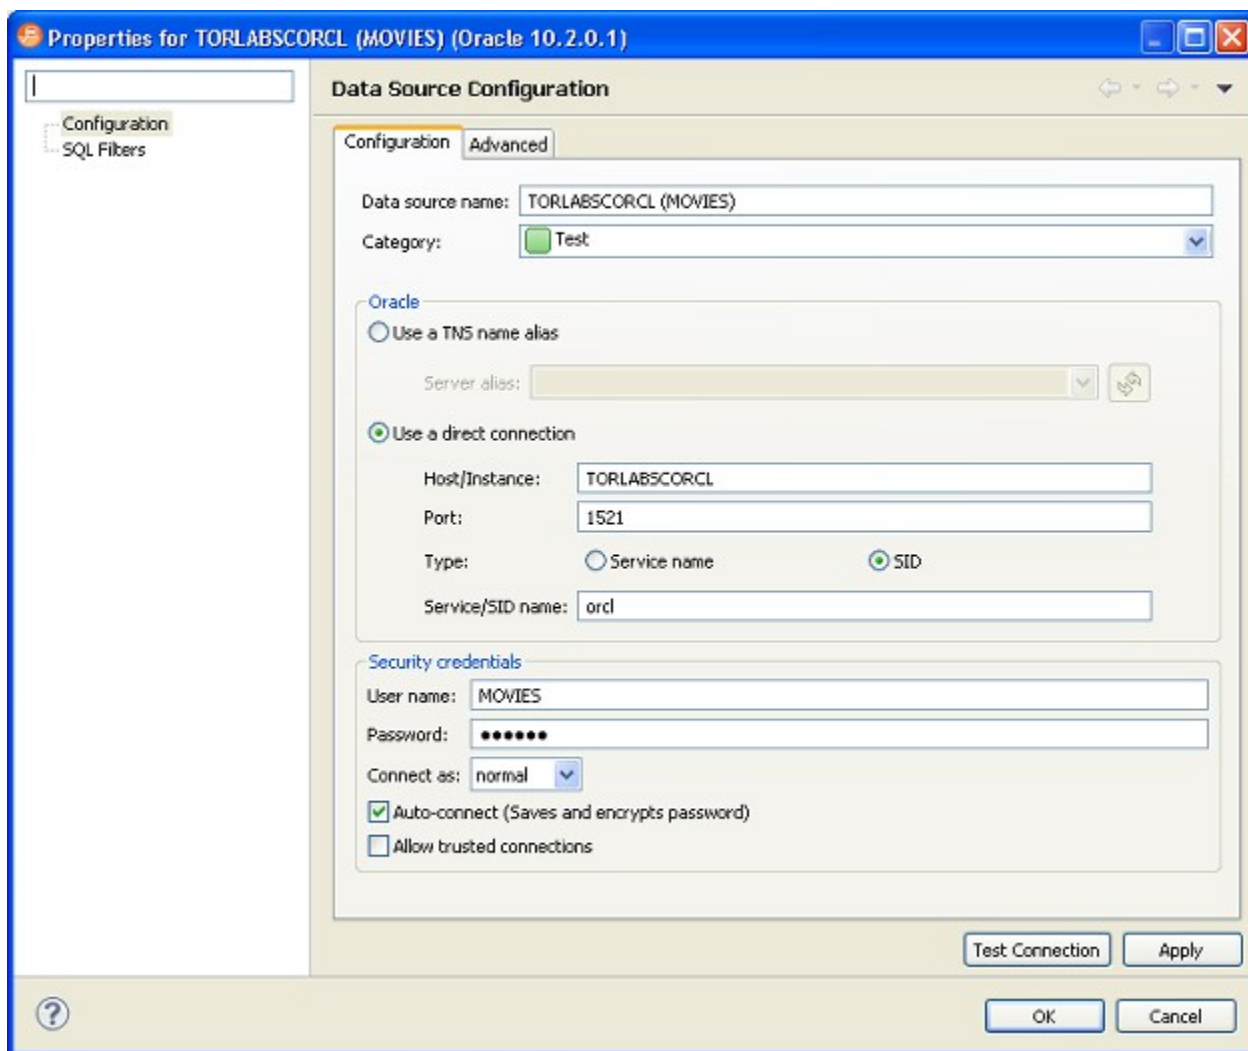 Properties for TORLABSCORCL (MOVIES) (Oracle 10.2.0.1)
Data Source Configuration
Configuration
SQL Filters
Configuration Advanced
Data source name: TORLABSCORCL (MOVIES)
Category: Test
Oracle
Use a TNS name alias
Server alias:
Use a direct connection
Host/Instance: TORLABSCORCL
Port: 1521
Type: Service name SID
Service/SID name: orcl
Security credentials
User name: MOVIES
Password: ●●●●●●
Connect as: normal
Auto-connect (Saves and encrypts password)
Allow trusted connections
Test Connection Apply
? OK Cancel